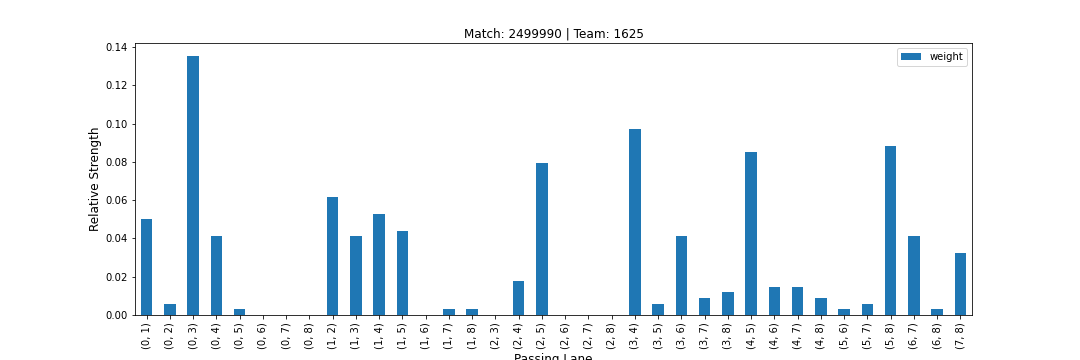 Match: 2499990 | Team: 1625
weight
Relative Strength
0.14
0.12
0.10
0.08
0.06
0.04
0.02
0.00
(0, 1) (0, 2) (0, 3) (0, 4) (0, 5) (0, 6) (0, 7) (0, 8) (1, 2) (1, 3) (1, 4) (1, 5) (1, 6) (1, 7) (1, 8) (2, 3) (2, 4) (2, 5) (2, 6) (2, 7) (2, 8) (3, 4) (3, 5) (3, 6) (3, 7) (3, 8) (4, 5) (4, 6) (4, 7) (4, 8) (5, 6) (5, 7) (5, 8) (6, 7) (6, 8) (7, 8)
Passing Lane